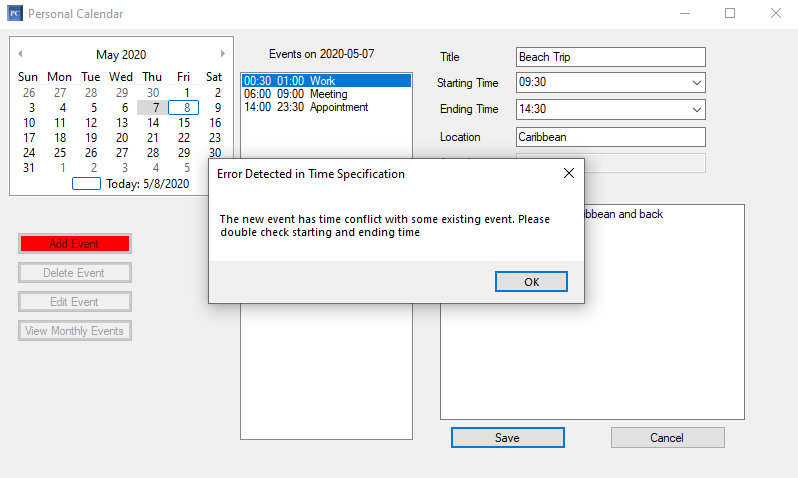 PC Personal Calendar
May 2020
Sun Mon Tue Wed Thu Fri Sat
26 27 28 29 30 1 2
3 4 5 6 7 8 9
10 11 12 13 14 15 16
17 18 19 20 21 22 23
24 25 26 27 28 29 30
31 1 2 3 4 5
Today: 5/8/2020
Add Event
Delete Event
Edit Event
View Monthly Events
Events on 2020-05-07
00:30 01:00 Work
06:00 09:00 Meeting
14:00 23:30 Appointment
Title Beach Trip
Starting Time 09:30
Ending Time 14:30
Location Caribbean
Error Detected in Time Specification
The new event has time conflict with some existing event. Please
double check starting and ending time
OK
and back
Save Cancel